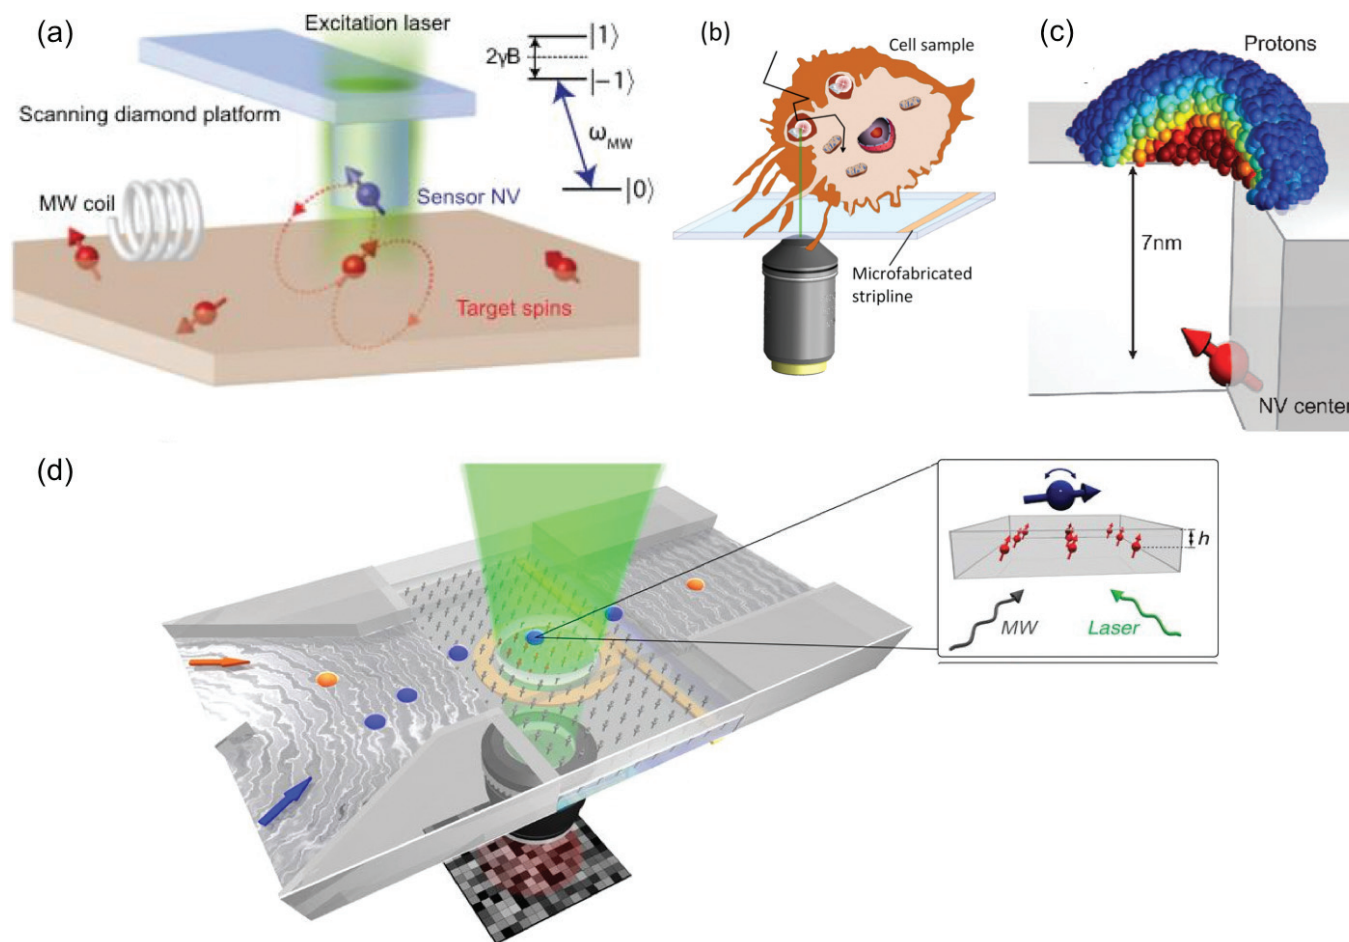 (a)
Excitation laser
|1⟩
2γB
|−1⟩
Scanning diamond platform
ω_MW
MW coil
Sensor NV
|0⟩
Target spins
(b)
Cell sample
Microfabricated
stripline
(c)
Protons
7nm
NV center
(d)
h
MW
Laser